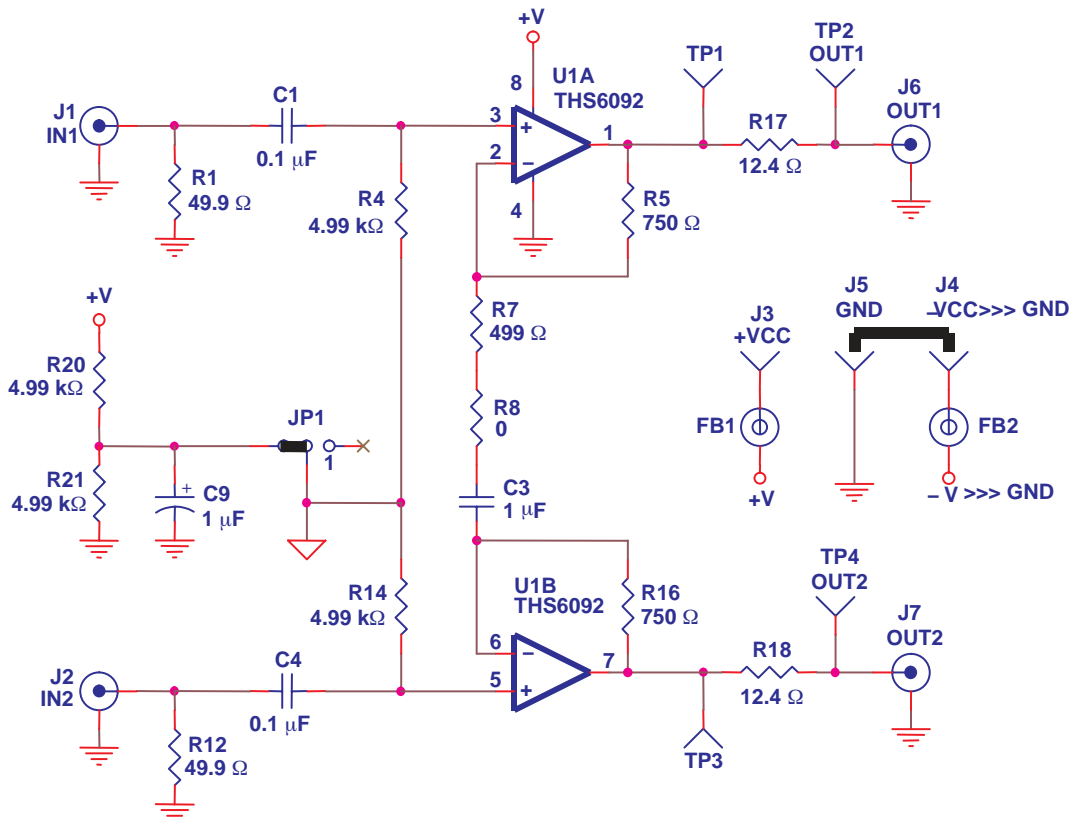 +V
TP1
TP2
OUT1
8
U1A
THS6092
J1
IN1
C1
0.1 μF
3
+
1
2
−
4
R17
12.4 Ω
J6
OUT1
R1
49.9 Ω
R4
4.99 kΩ
R5
750 Ω
+V
R20
4.99 kΩ
R7
499 Ω
J5
GND
J4
–VCC>>> GND
J3
+VCC
JP1
1
R8
0
FB1
FB2
R21
4.99 kΩ
+
C9
1 μF
C3
1 μF
+V
– V >>> GND
R14
4.99 kΩ
U1B
THS6092
R16
750 Ω
TP4
OUT2
J2
IN2
C4
0.1 μF
6
−
7
5
+
R18
12.4 Ω
J7
OUT2
R12
49.9 Ω
TP3